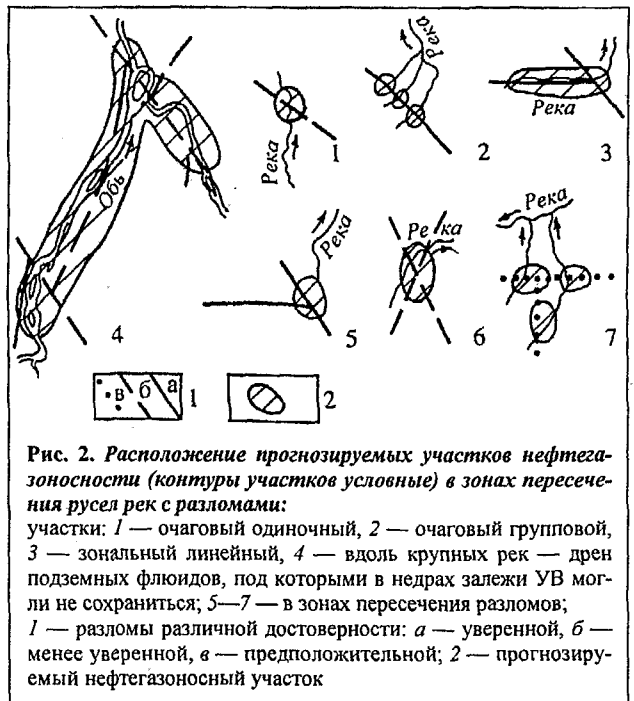 Река
Река
Река
1
2
3
Обь
Река
Река
Река
4
5
6
7
в б а 1
2
Рис. 2. Расположение прогнозируемых участков нефтега-
зоносности (контуры участков условные) в зонах пересече-
ния русел рек с разломами:
участки: 1 — очаговый одиночный, 2 — очаговый групповой,
3 — зональный линейный, 4 — вдоль крупных рек — дрен
подземных флюидов, под которыми в недрах залежи УВ мог-
ли не сохраниться; 5—7 — в зонах пересечения разломов;
1 — разломы различной достоверности: а — уверенной, б —
менее уверенной, в — предположительной; 2 — прогнозиру-
емый нефтегазоносный участок